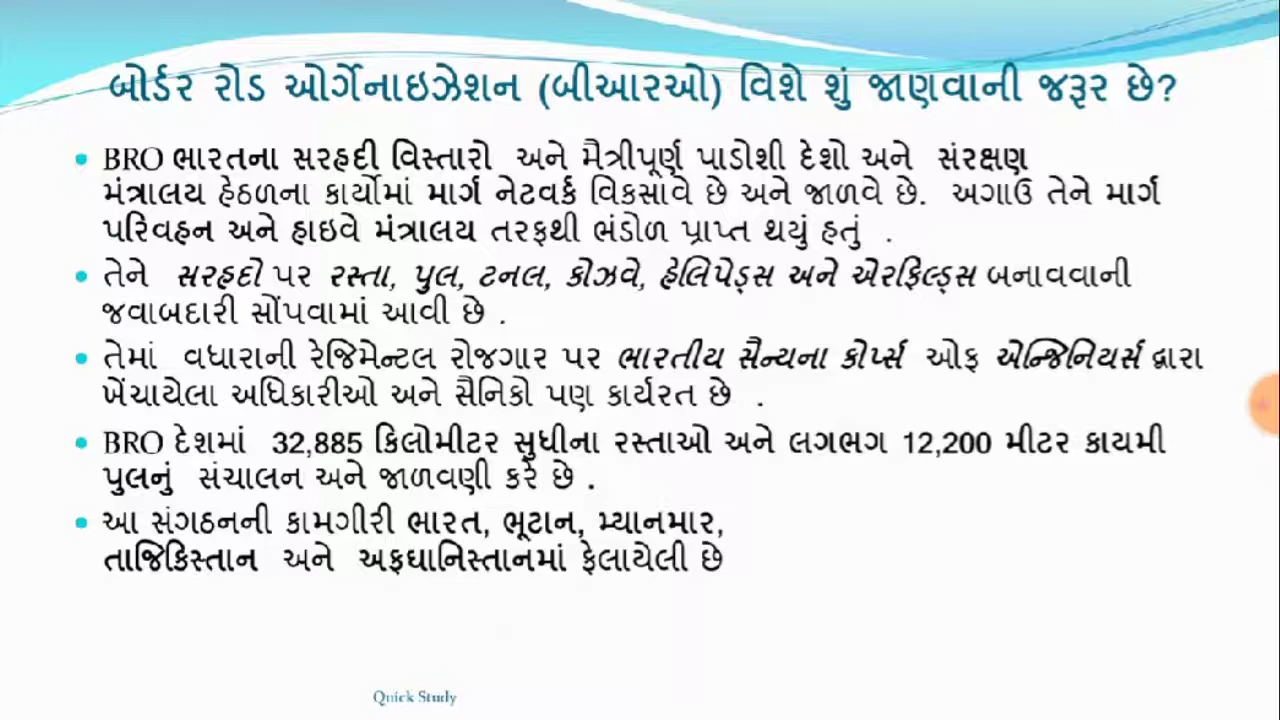 બોર્ડર રોડ ઓર્ગેનાઇઝેશન (બીઆરઓ) વિશે શું જાણવાની જરૂર છે?
• BRO ભારતના સરહદી વિસ્તારો અને મૈત્રીપૂર્ણ પાડોશી દેશો અને સંરક્ષણ
મંત્રાલય હેઠળના કાર્યોમાં માર્ગ નેટવર્ક વિકસાવે છે અને જાળવે છે. અગાઉ તેને માર્ગ
પરિવહન અને હાઇવે મંત્રાલય તરફથી ભંડોળ પ્રાપ્ત થયું હતું .
• તેને સરહદો પર રસ્તા, પુલ, ટનલ, કોઝવે, હેલિપેડ્સ અને એરફિલ્ડ્સ બનાવવાની
જવાબદારી સોંપવામાં આવી છે .
• તેમાં વધારાની રેજિમેન્ટલ રોજગાર પર ભારતીય સૈન્યના કોર્પ્સ ઓફ એન્જિનિયર્સ દ્વારા
ખેંચાયેલા અધિકારીઓ અને સૈનિકો પણ કાર્યરત છે .
• BRO દેશમાં 32,885 કિલોમીટર સુધીના રસ્તાઓ અને લગભગ 12,200 મીટર કાયમી
પુલનું સંચાલન અને જાળવણી કરે છે .
• આ સંગઠનની કામગીરી ભારત, ભૂટાન, મ્યાનમાર,
તાજિકિસ્તાન અને અફઘાનિસ્તાનમાં ફેલાયેલી છે
Quick Study